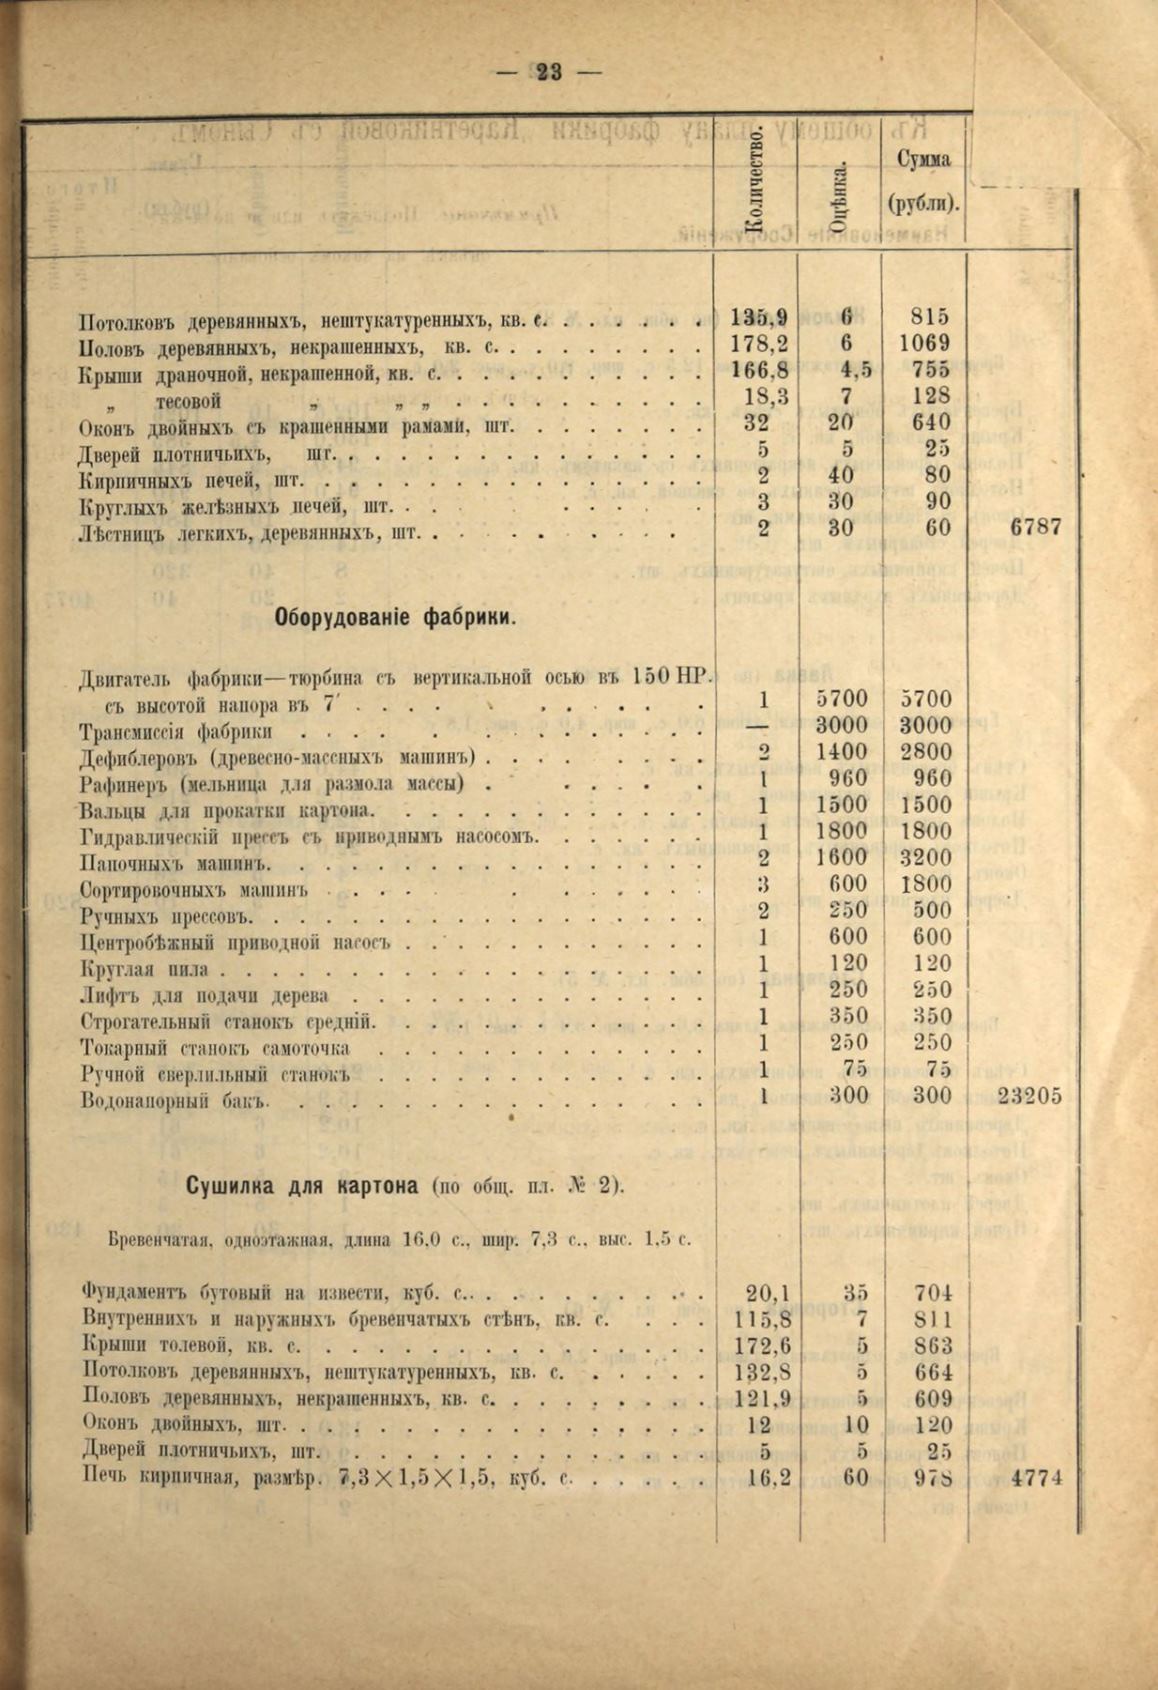 — 23 —
Количество.
Оцѣнка.
Сумма
(рубли).
Потолковъ деревянныхъ, нештукатуренныхъ, кв. с. . . . . . . . 135,9 6 815
Половъ деревянныхъ, некрашенныхъ, кв. с. . . . . . . . . . 178,2 6 1069
Крыши драночной, некрашенной, кв. с. . . . . . . . . . . . 166,8 4,5 755
„ тесовой „ „ „ . . . . . . . . . . 18,3 7 128
Оконъ двойныхъ съ крашенными рамами, шт. . . . . . . . . 32 20 640
Дверей плотничьихъ, шт. . . . . . . . . . . . . . . . 5 5 25
Кирпичныхъ печей, шт. . . . . . . . . . . . . . . . . 2 40 80
Круглыхъ желѣзныхъ печей, шт. . . . . . . . . 3 30 90
Лѣстницъ легкихъ, деревянныхъ, шт. . . . . . . . . 2 30 60 6787
Оборудованіе фабрики.
Двигатель фабрики—тюрбина съ вертикальной осью въ 150 HP.
съ высотой напора въ 7′ . . . . . . . . . . . 1 5700 5700
Трансмиссія фабрики . . . . . . . . . . . . . . — 3000 3000
Дефиблеровъ (древесно-массныхъ машинъ) . . . . . . . . 2 1400 2800
Рафинеръ (мельница для размола массы) . . . . . . . 1 960 960
Вальцы для прокатки картона. . . . . . . . . . . . . 1 1500 1500
Гидравлическій прессъ съ приводнымъ насосомъ. . . . . . . 1 1800 1800
Папочныхъ машинъ. . . . . . . . . . . . . . . . . 2 1600 3200
Сортировочныхъ машинъ . . . . . . . . . . . 3 600 1800
Ручныхъ прессовъ. . . . . . . . . . . . . . . . . . 2 250 500
Центробѣжный приводной насосъ . . . . . . . . . . . . 1 600 600
Круглая пила . . . . . . . . . . . . . . . . . . . 1 120 120
Лифтъ для подачи дерева . . . . . . . . . . . . . . 1 250 250
Строгательный станокъ средній. . . . . . . . . . . . . 1 350 350
Токарный станокъ самоточка . . . . . . . . . . . . . 1 250 250
Ручной сверлильный станокъ . . . . . . . . . . . . . 1 75 75
Водонапорный бакъ. . . . . . . . . . . . . . . . 1 300 300 23205
Сушилка для картона (по общ. пл. № 2).
Бревенчатая, одноэтажная, длина 16,0 с., шир. 7,3 с., выс. 1,5 с.
Фундаментъ бутовый на извести, куб. с. . . . . . . . . . . 20,1 35 704
Внутреннихъ и наружныхъ бревенчатыхъ стѣнъ, кв. с. . . . 115,8 7 811
Крыши толевой, кв. с. . . . . . . . . . . . . . . . . 172,6 5 863
Потолковъ деревянныхъ, нештукатуренныхъ, кв. с. . . . . . 132,8 5 664
Половъ деревянныхъ, некрашенныхъ, кв. с. . . . . . . . . 121,9 5 609
Оконъ двойныхъ, шт. . . . . . . . . . . . . . . . . 12 10 120
Дверей плотничьихъ, шт. . . . . . . . . . . . . . . 5 5 25
Печь кирпичная, размѣр. 7,3×1,5×1,5, куб. с. . . . . . 16,2 60 978 4774